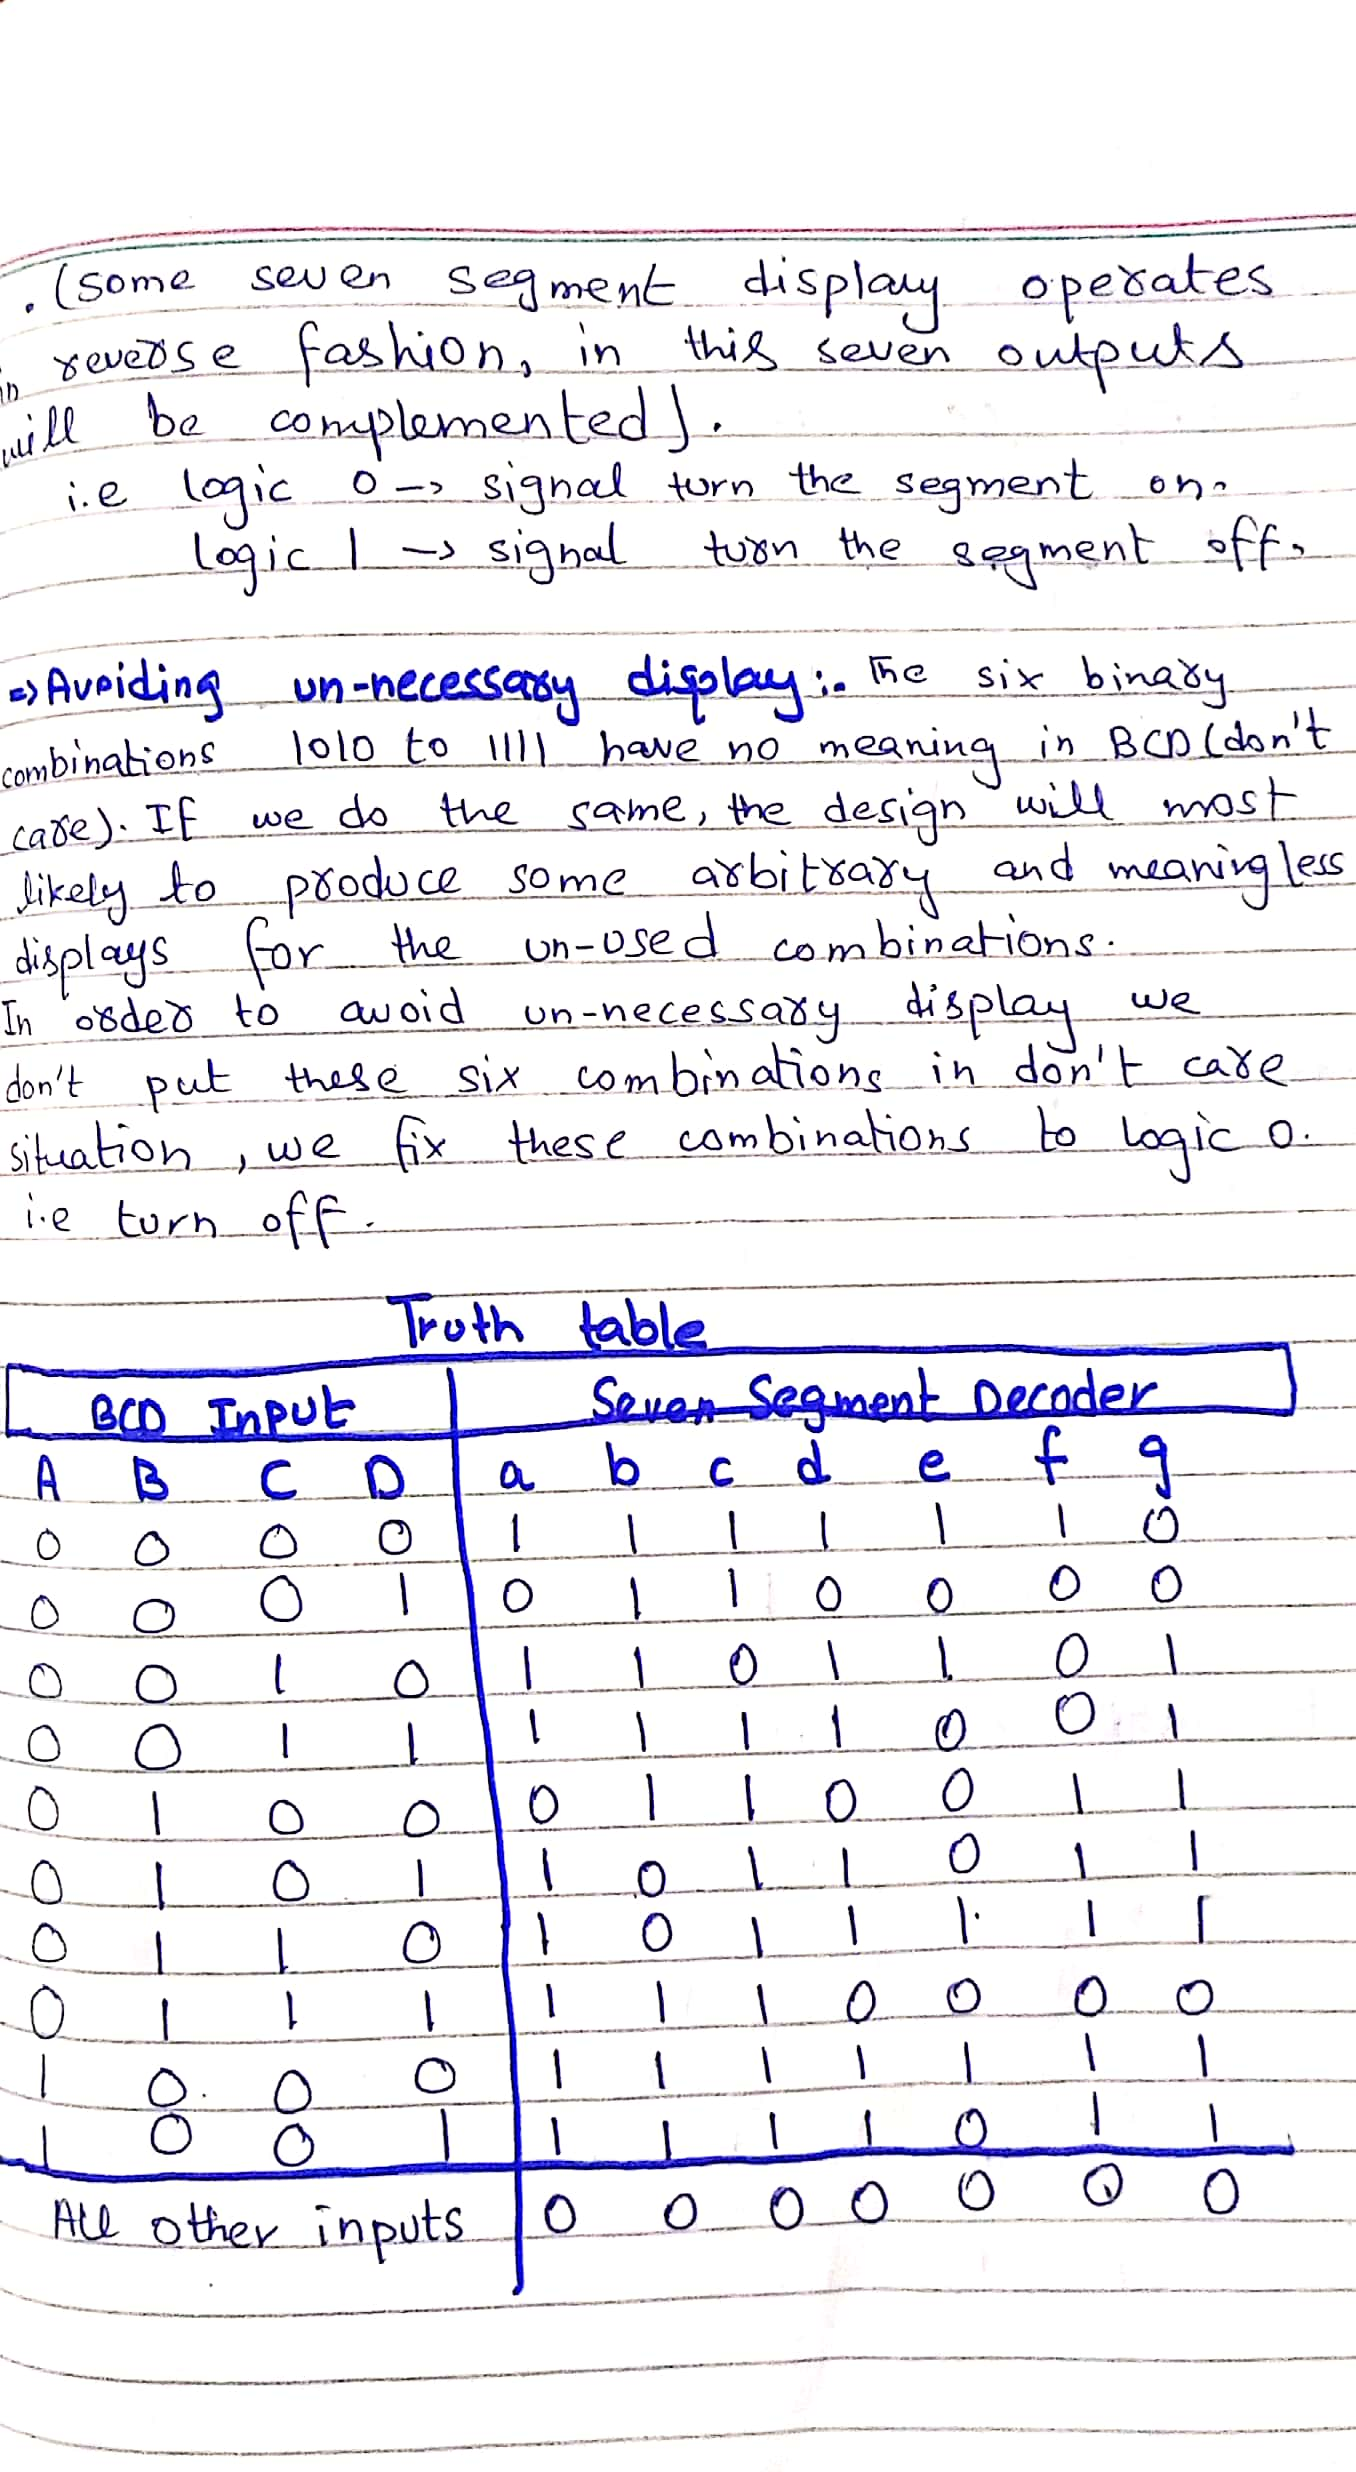 . (some seven segment display operates
in reverse fashion, in this seven outputs
will be complemented).
i.e logic 0 → signal turn the segment on.
logic 1 → signal turn the segment off.
⇒ Avoiding un-necessary display :. The six binary
combinations 1010 to 1111 have no meaning in BCD (don't
care). If we do the same, the design will most
likely to produce some arbitrary and meaningless
displays for the un-used combinations.
In order to avoid un-necessary display we
don't put these six combinations in don't care
situation, we fix these combinations to logic 0.
i.e turn off.
Truth table
BCD Input Seven Segment Decoder
A B C D a b c d e f g
0 0 0 0 1 1 1 1 1 1 0
0 0 0 1 0 1 1 0 0 0 0
0 0 1 0 1 1 0 1 1 0 1
0 0 1 1 1 1 1 1 0 0 1
0 1 0 0 0 1 1 0 0 1 1
0 1 0 1 1 0 1 1 0 1 1
0 1 1 0 1 0 1 1 1 1 1
0 1 1 1 1 1 1 0 0 0 0
1 0 0 0 1 1 1 1 1 1 1
1 0 0 1 1 1 1 1 0 1 1
All other inputs 0 0 0 0 0 0 0